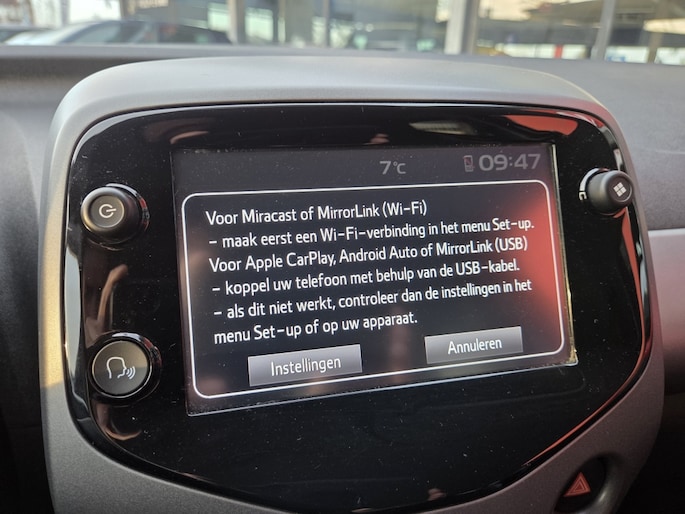 7°C 09:47
Voor Miracast of MirrorLink (Wi-Fi)
- maak eerst een Wi-Fi-verbinding in het menu Set-up.
Voor Apple CarPlay, Android Auto of MirrorLink (USB)
- koppel uw telefoon met behulp van de USB-kabel.
- als dit niet werkt, controleer dan de instellingen in het
menu Set-up of op uw apparaat.
Instellingen Annuleren